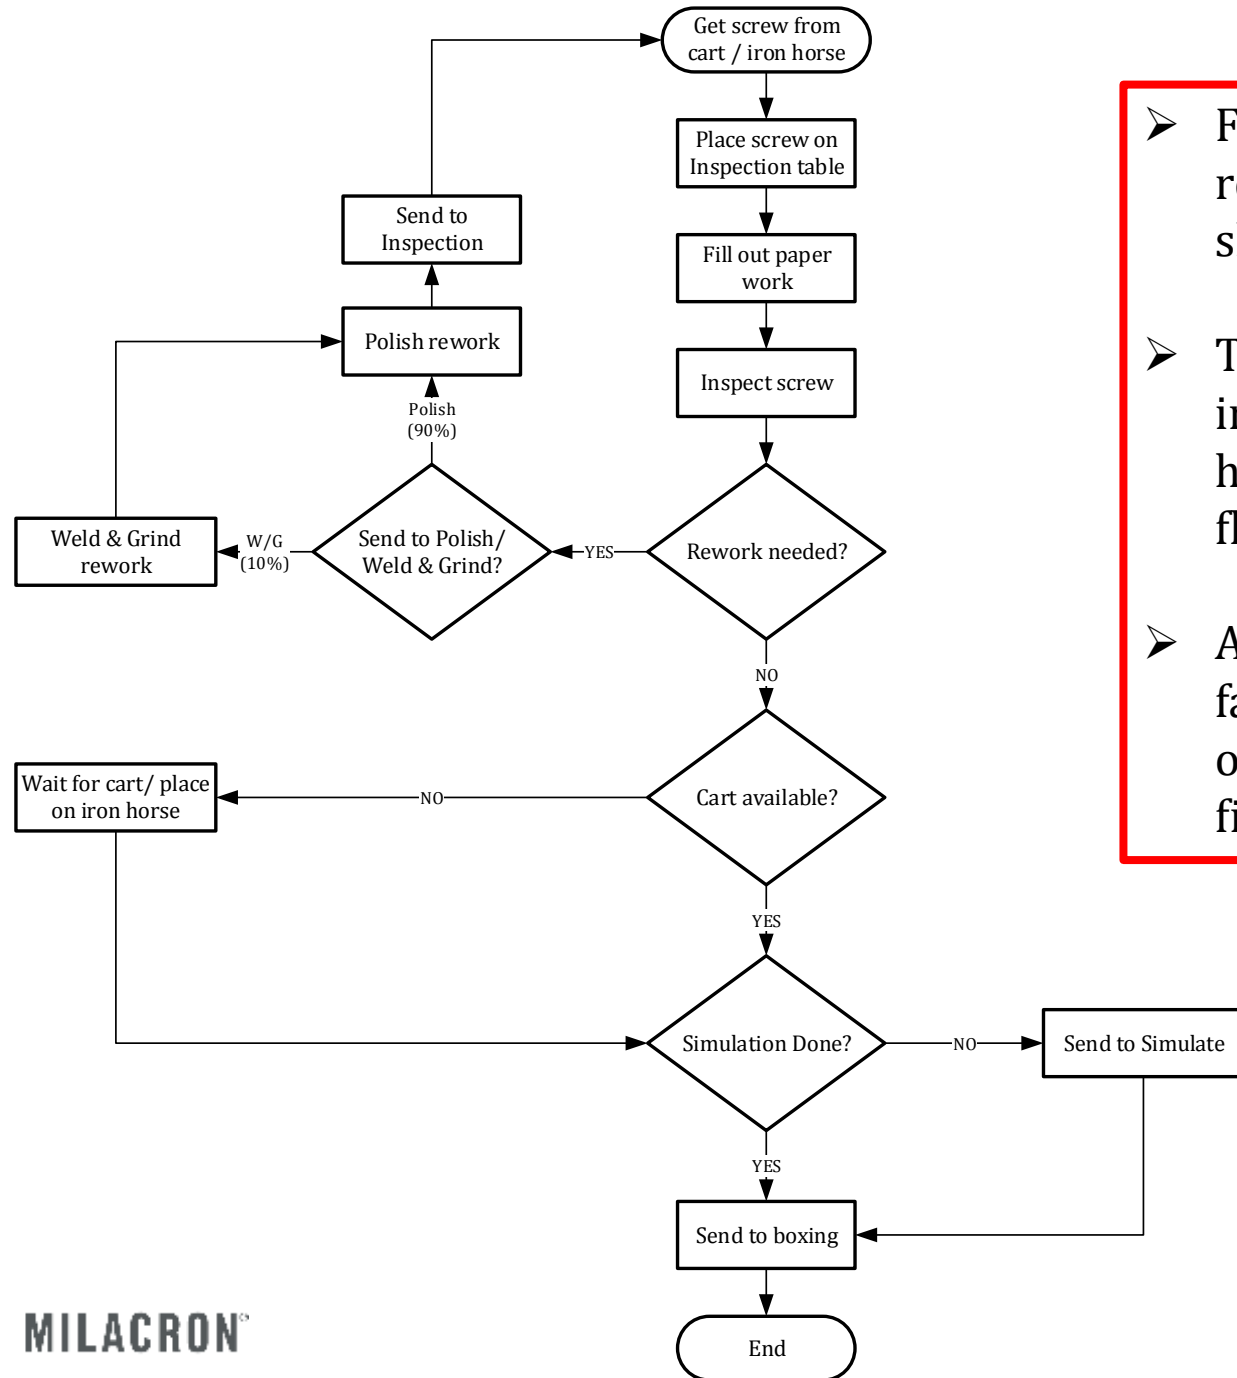 Get screw from
cart / iron horse
Place screw on
Inspection table
Send to
Inspection
Fill out paper
work
Polish rework
Inspect screw
Polish
(90%)
Weld & Grind
rework
W/G
(10%)
Send to Polish/
Weld & Grind?
YES
Rework needed?
NO
Wait for cart/ place
on iron horse
NO
Cart available?
YES
Simulation Done?
NO
Send to Simulate
YES
Send to boxing
End
MILACRON